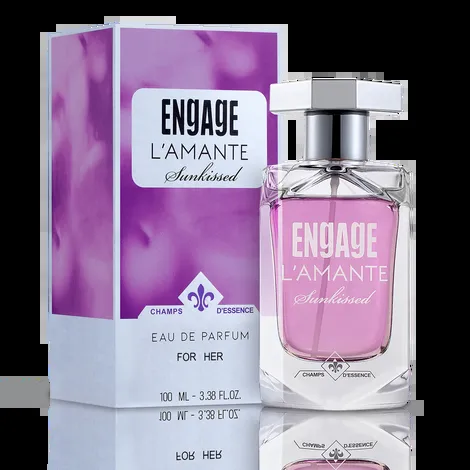 ENgAgE
L'AMANTE
Sunkissed
CHAMPS D'ESSENCE
EAU DE PARFUM
FOR HER
100 ML - 3.38 FL.OZ.
ENgAgE
L'AMANTE
Sunkissed
CHAMPS D'ESSENCE